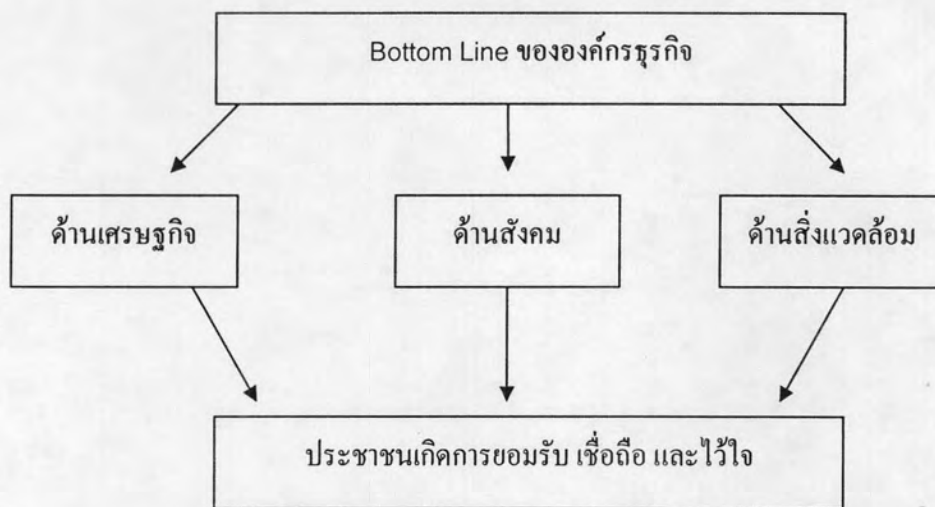 Bottom Line ขององค์กรธุรกิจ
ด้านเศรษฐกิจ
ด้านสังคม
ด้านสิ่งแวดล้อม
ประชาชนเกิดการยอมรับ เชื่อถือ และไว้ใจ